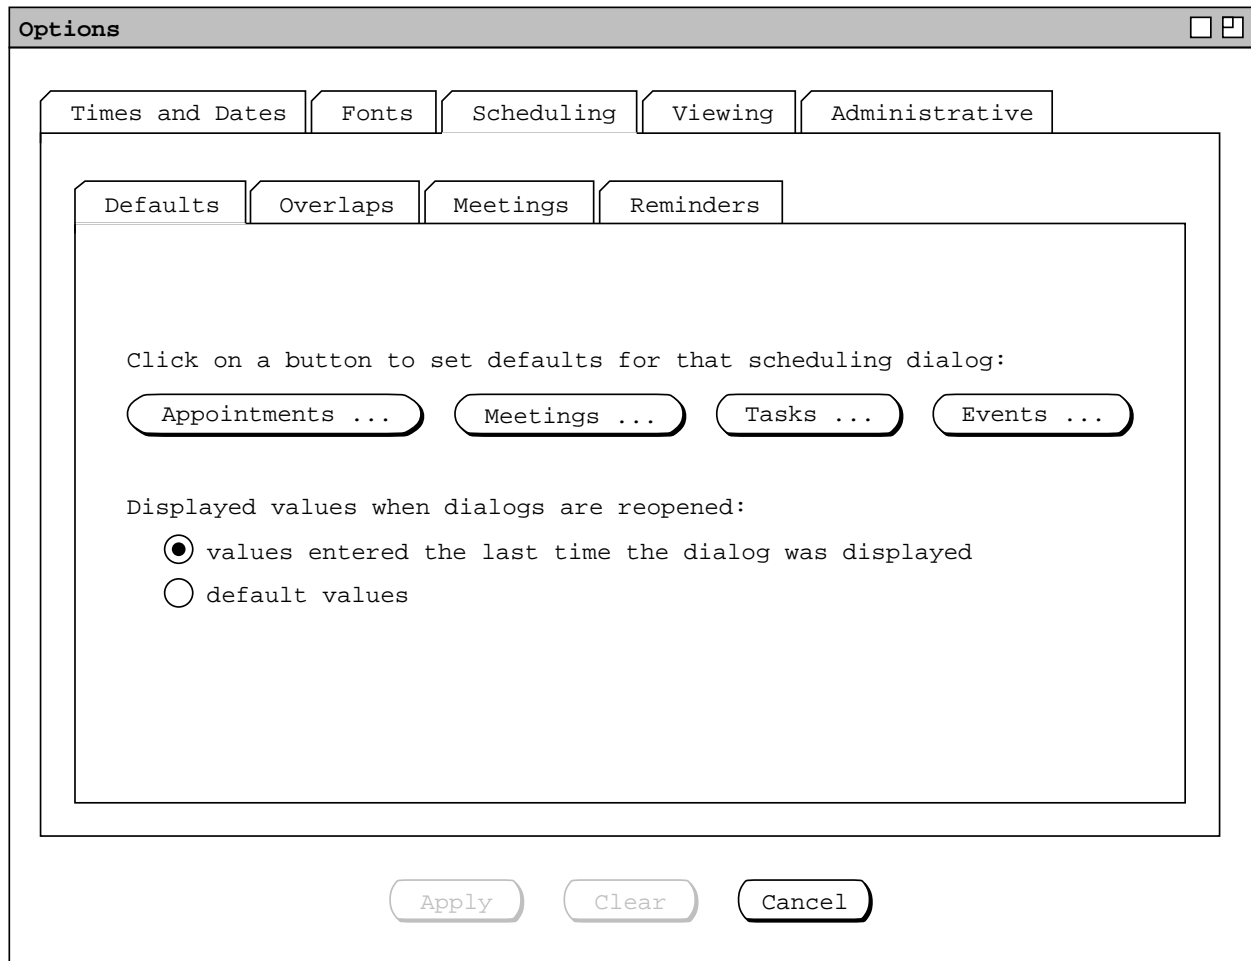 Options
Times and Dates Fonts Scheduling Viewing Administrative
Defaults Overlaps Meetings Reminders
Click on a button to set defaults for that scheduling dialog:
Appointments ... Meetings ... Tasks ... Events ...
Displayed values when dialogs are reopened:
values entered the last time the dialog was displayed
default values
Apply Clear Cancel